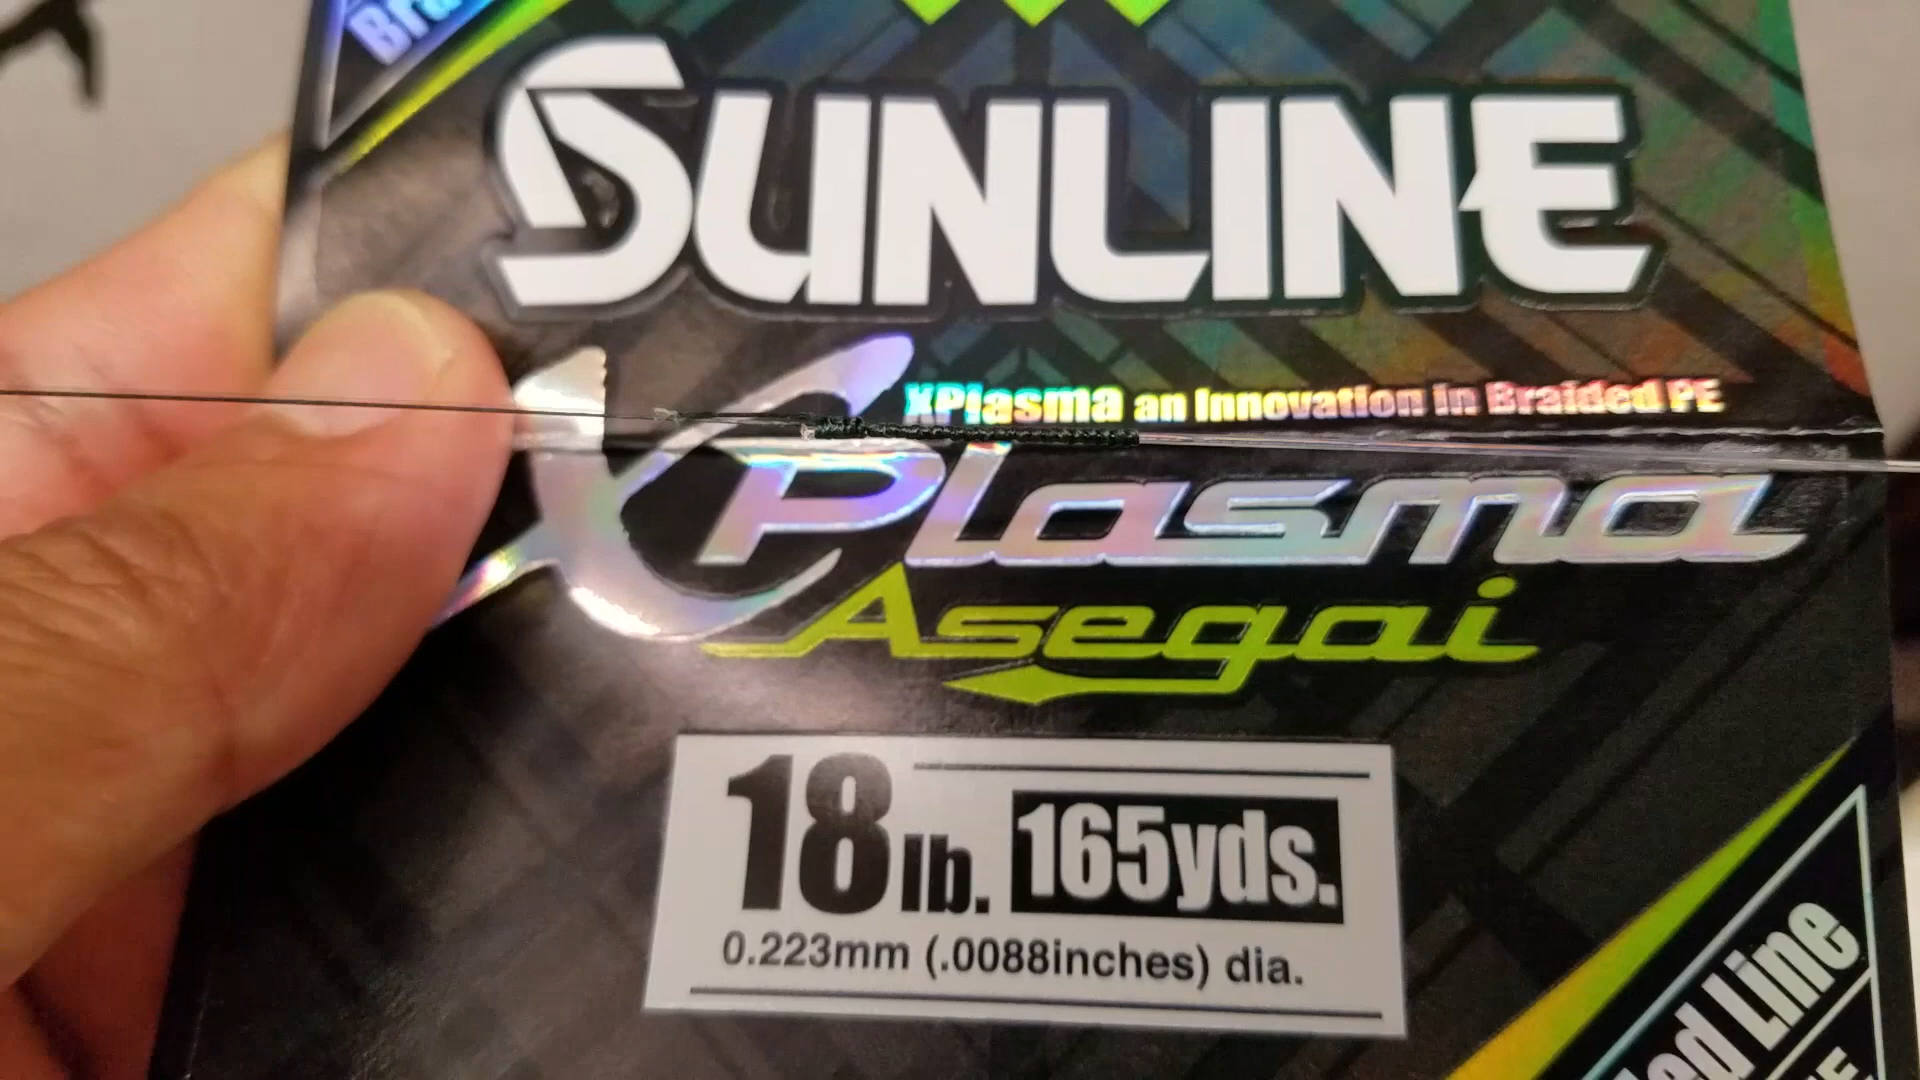 Bra
SUNLINE
XPlasma an Innovation in Braided PE
XPlasma
Asegai
18lb. 165yds.
0.223mm (.0088inches) dia.
ed Line